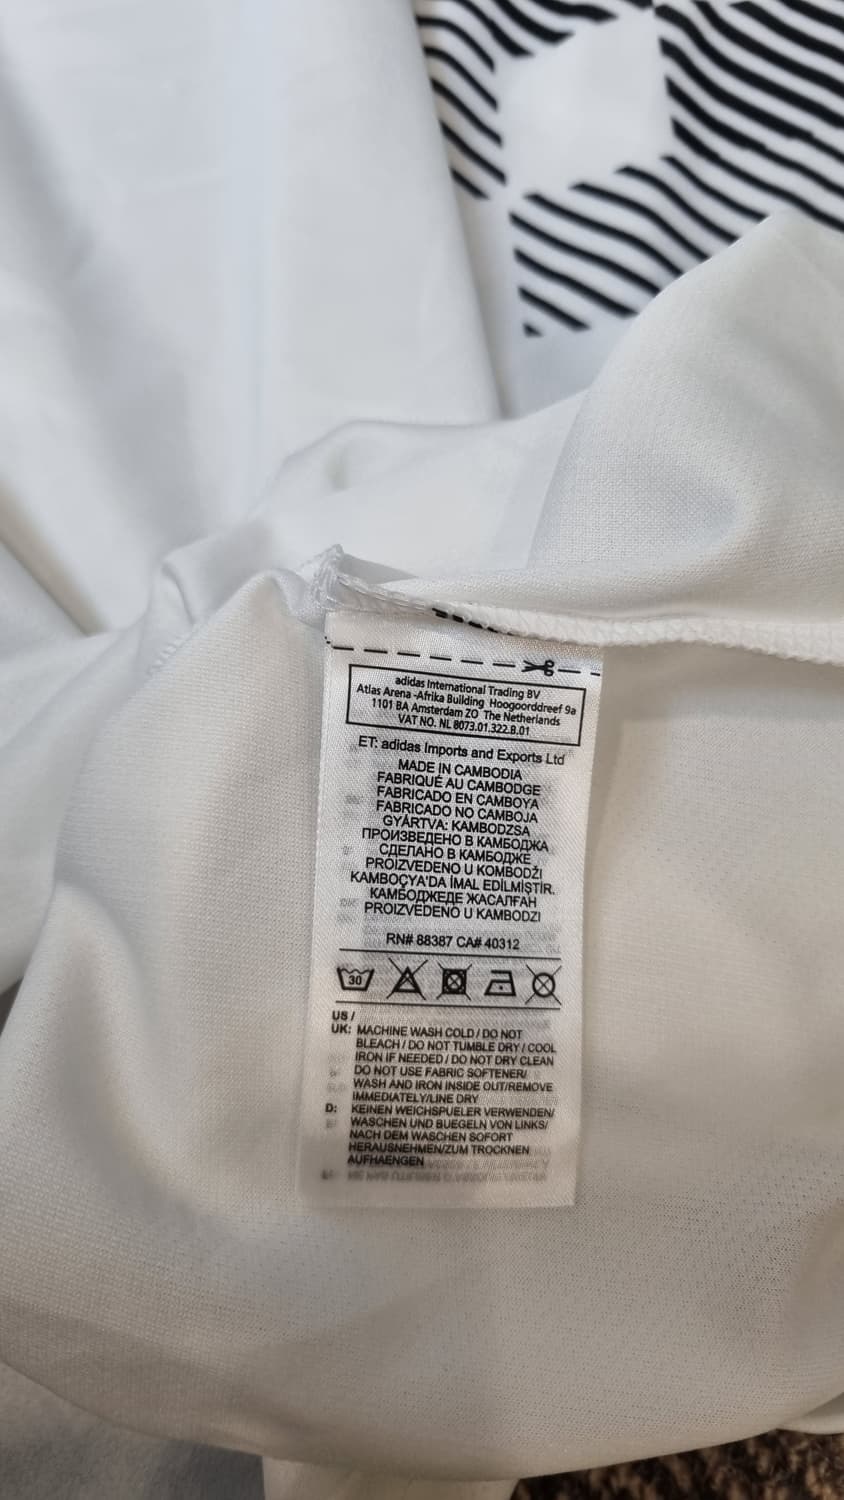 adidas International Trading BV
Atlas Arena -Afrika Building Hoogoorddreef 9a
1101 BA Amsterdam ZO The Netherlands
VAT NO. NL 8073.01.322.B.01
ET: adidas Imports and Exports Ltd
MADE IN CAMBODIA
FABRIQUÉ AU CAMBODGE
FABRICADO EN CAMBOYA
FABRICADO NO CAMBOJA
GYÁRTVA: KAMBODZSA
ПРОИЗВЕДЕНО В КАМБОДЖА
СДЕЛАНО В КАМБОДЖЕ
PROIZVEDENO U KOMBODŽI
KAMBOÇYA'DA İMAL EDİLMİŞTİR.
КАМБОДЖЕДЕ ЖАСАЛҒАН
PROIZVEDENO U KAMBODZI
RN# 88387 CA# 40312
30
US /
UK: MACHINE WASH COLD / DO NOT
BLEACH / DO NOT TUMBLE DRY / COOL
IRON IF NEEDED / DO NOT DRY CLEAN
DO NOT USE FABRIC SOFTENER/
WASH AND IRON INSIDE OUT/REMOVE
IMMEDIATELY/LINE DRY
D: KEINEN WEICHSPUELER VERWENDEN/
WASCHEN UND BUEGELN VON LINKS/
NACH DEM WASCHEN SOFORT
HERAUSNEHMEN/ZUM TROCKNEN
AUFHAENGEN